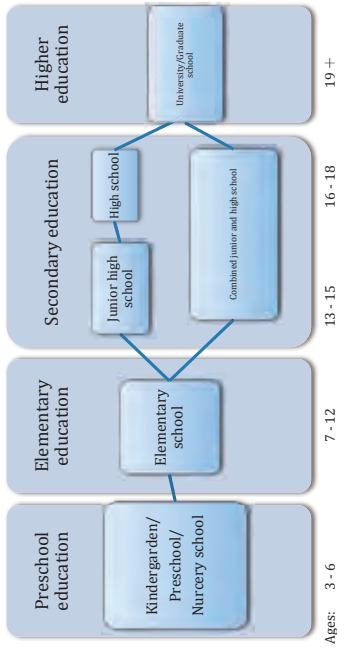 Preschool
education
Kindergarden/
Preschool/
Nurcery school
Elementary
education
Elementary
school
Secondary education
Junior high
school
High school
Combined junior and high school
Higher
education
University/Graduate
school
Ages:
3 - 6
7 - 12
13 - 15
16 - 18
19 +